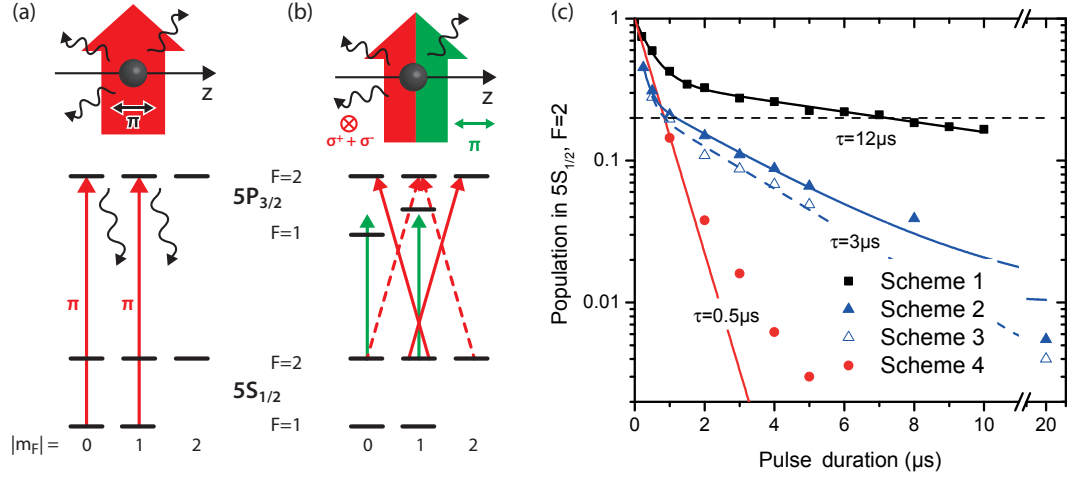 (a)
Z
π
F=2
5P3/2
F=1
π
π
F=2
5S1/2
F=1
|mF| =
0
1
2
(b)
Z
σ+ + σ-
π
(c)
1
0.1
0.01
Population in 5S1/2, F=2
τ=12μs
τ=3μs
τ=0.5μs
Scheme 1
Scheme 2
Scheme 3
Scheme 4
0
2
4
6
8
10
20
Pulse duration (μs)
0
1
2